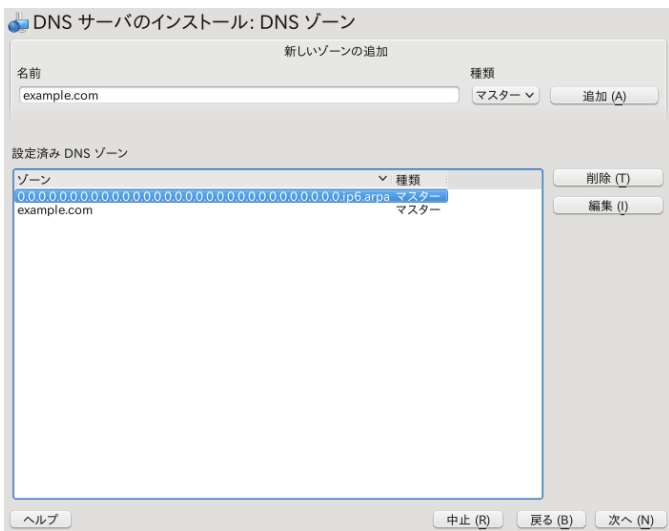 DNS サーバのインストール: DNS ゾーン
新しいゾーンの追加
名前 種類
example.com マスター 追加 (A)
設定済み DNS ゾーン
ゾーン 種類 削除 (T)
0.0.0.0.0.0.0.0.0.0.0.0.0.0.0.0.0.0.0.0.0.0.0.0.0.0.0.0.0.0.0.0.ip6.arpa マスター
example.com マスター 編集 (I)
ヘルプ 中止 (R) 戻る (B) 次へ (N)